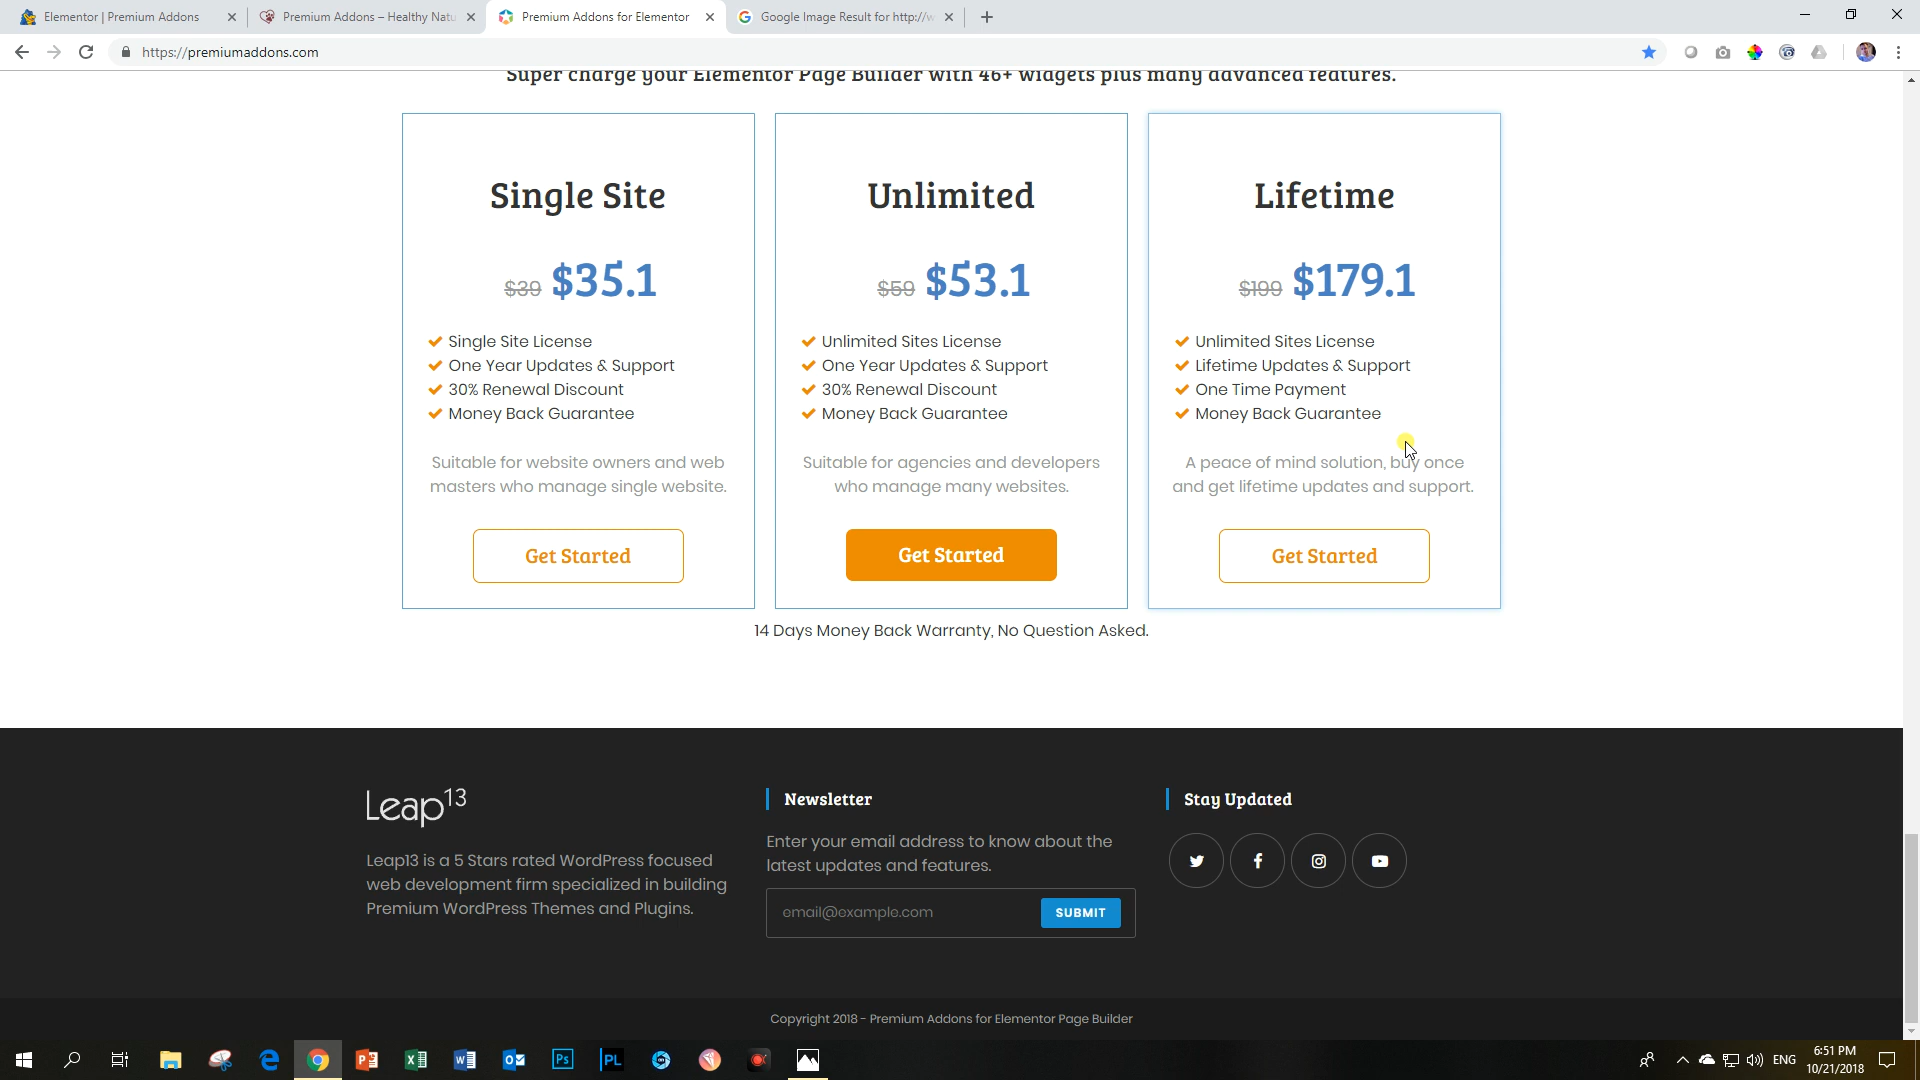 Elementor | Premium Addons
Premium Addons – Healthy Natu
Premium Addons for Elementor
Google Image Result for http://w
https://premiumaddons.com
Super charge your Elementor Page Builder with 46+ widgets plus many advanced features.
Single Site
$39 $35.1
Single Site License
One Year Updates & Support
30% Renewal Discount
Money Back Guarantee
Suitable for website owners and web
masters who manage single website.
Get Started
Unlimited
$59 $53.1
Unlimited Sites License
One Year Updates & Support
30% Renewal Discount
Money Back Guarantee
Suitable for agencies and developers
who manage many websites.
Get Started
Lifetime
$199 $179.1
Unlimited Sites License
Lifetime Updates & Support
One Time Payment
Money Back Guarantee
A peace of mind solution, buy once
and get lifetime updates and support.
Get Started
14 Days Money Back Warranty, No Question Asked.
Leap13
Leap13 is a 5 Stars rated WordPress focused
web development firm specialized in building
Premium WordPress Themes and Plugins.
Newsletter
Enter your email address to know about the
latest updates and features.
email@example.com
SUBMIT
Stay Updated
Copyright 2018 - Premium Addons for Elementor Page Builder
Ps
PL
ENG
6:51 PM
10/21/2018